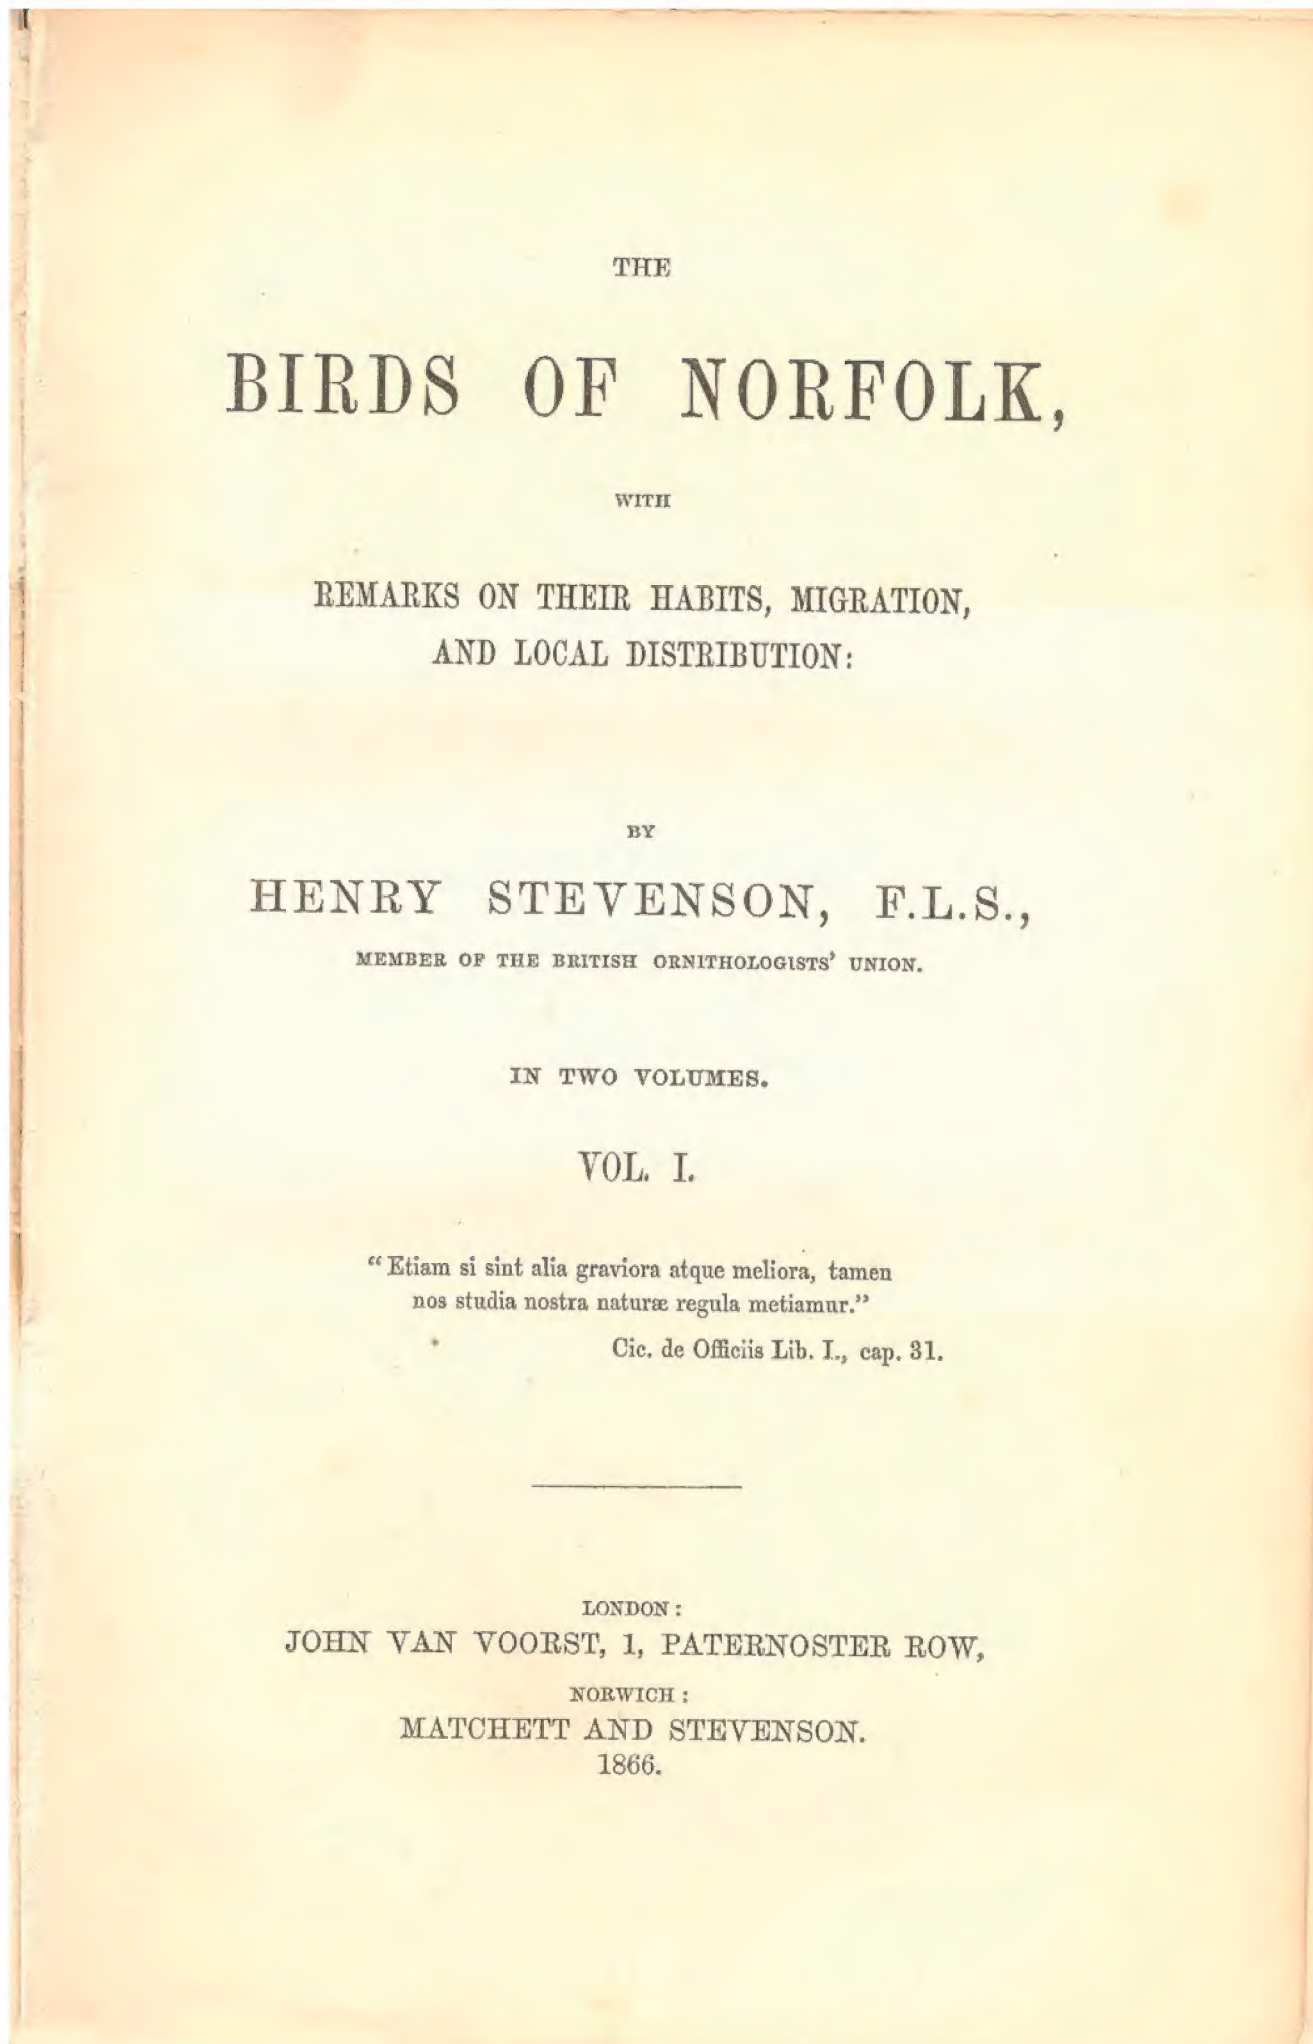 THE
BIRDS OF NORFOLK,
WITH
REMARKS ON THEIR HABITS, MIGRATION,
AND LOCAL DISTRIBUTION:
BY
HENRY STEVENSON, F.L.S.,
MEMBER OF THE BRITISH ORNITHOLOGISTS' UNION.
IN TWO VOLUMES.
VOL. I.
"Etiam si sint alia graviora atque meliora, tamen
nos studia nostra naturæ regula metiamur."
Cic. de Officiis Lib. I., cap. 31.
LONDON:
JOHN VAN VOORST, 1, PATERNOSTER ROW,
NORWICH:
MATCHETT AND STEVENSON.
1866.